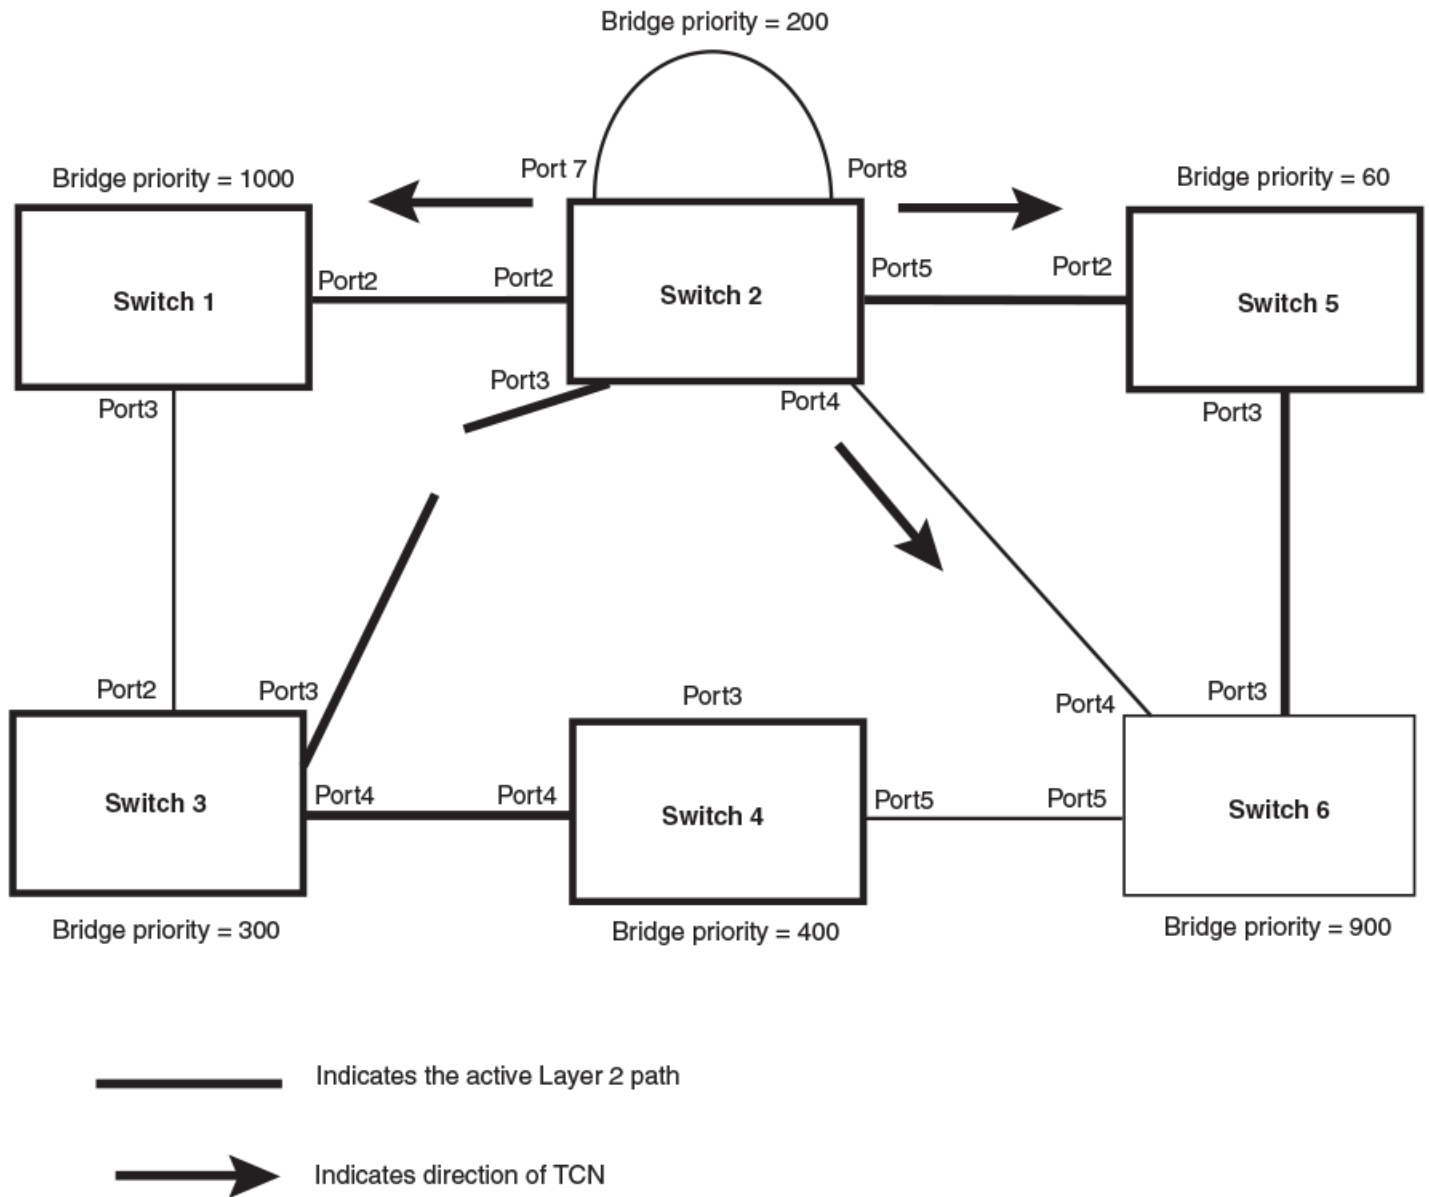 Bridge priority = 200
Port 7
Port8
Bridge priority = 1000
Bridge priority = 60
Port2
Port2
Port5
Port2
Switch 1
Switch 2
Switch 5
Port3
Port3
Port4
Port3
Port2
Port3
Port3
Port4
Port3
Switch 3
Port4
Port4
Switch 4
Port5
Port5
Switch 6
Bridge priority = 300
Bridge priority = 400
Bridge priority = 900
Indicates the active Layer 2 path
Indicates direction of TCN